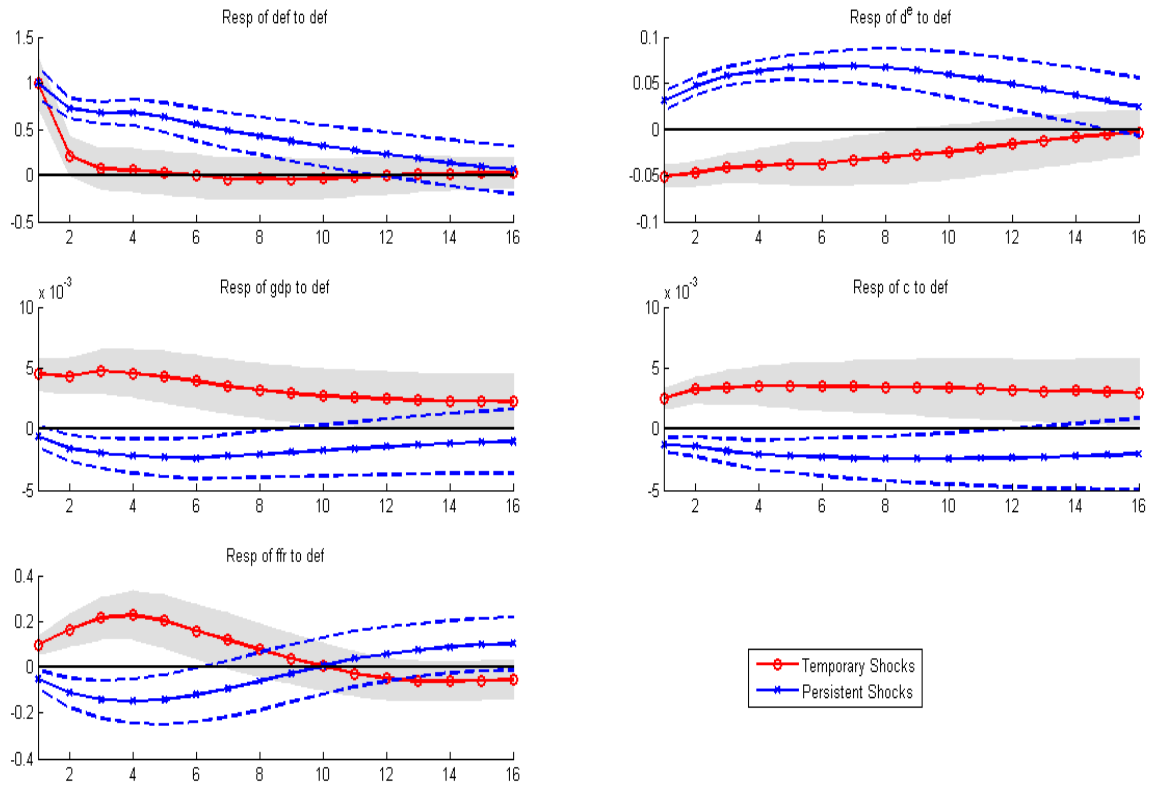 Resp of def to def
1.5
1
0.5
0
-0.5
2 4 6 8 10 12 14 16
Resp of d^e to def
0.1
0.05
0
-0.05
-0.1
2 4 6 8 10 12 14 16
x 10^-3
Resp of gdp to def
10
5
0
-5
2 4 6 8 10 12 14 16
x 10^-3
Resp of c to def
10
5
0
-5
2 4 6 8 10 12 14 16
Resp of ffr to def
0.4
0.2
0
-0.2
-0.4
2 4 6 8 10 12 14 16
Temporary Shocks
Persistent Shocks